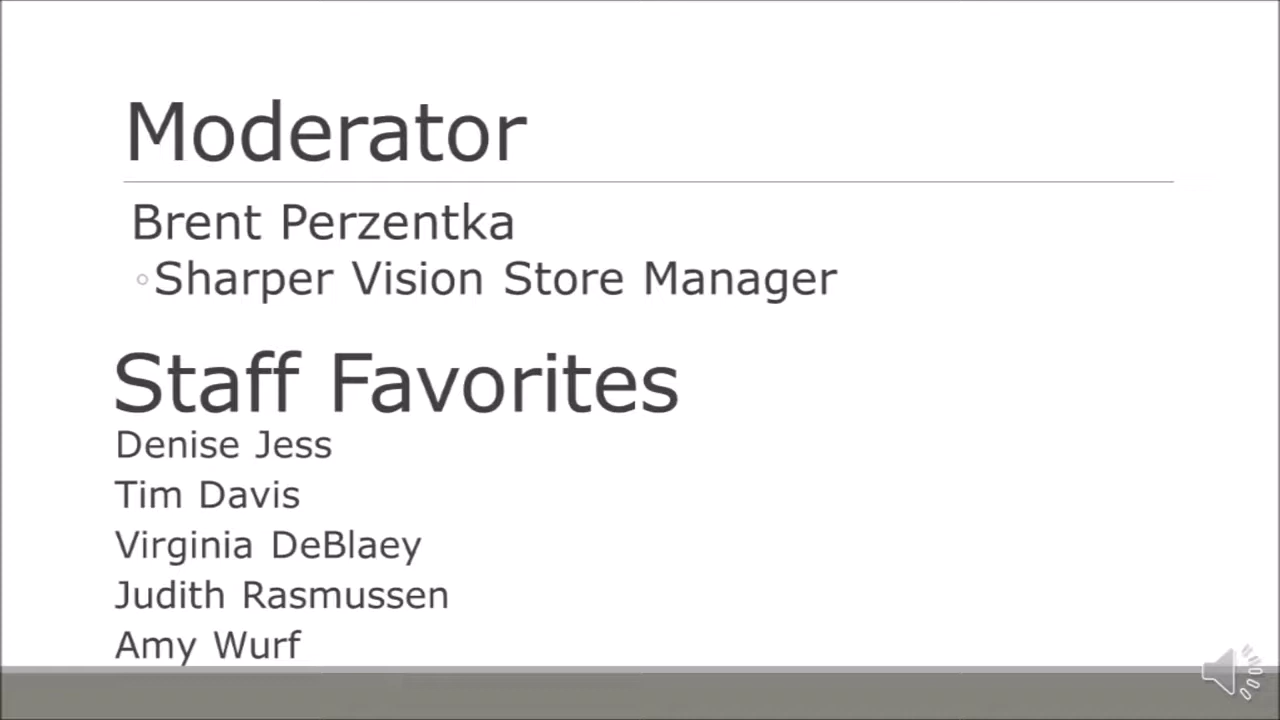 Moderator
Brent Perzentka
◦Sharper Vision Store Manager
Staff Favorites
Denise Jess
Tim Davis
Virginia DeBlaey
Judith Rasmussen
Amy Wurf